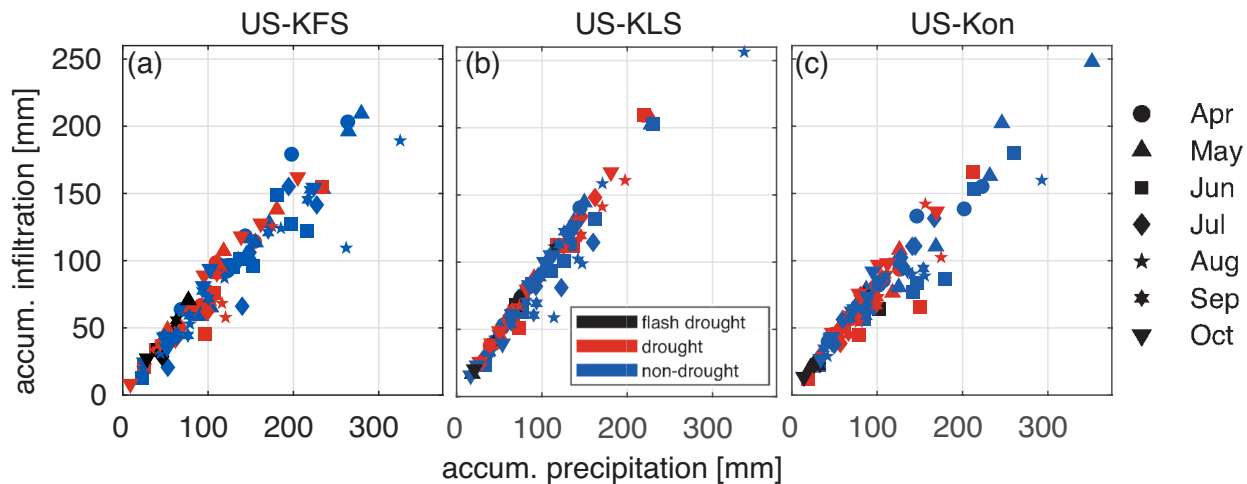 US-KFS US-KLS US-Kon
(a) (b) (c)
250
200
150
100
50
0
accum. infiltration [mm]
0 100 200 300
0 100 200 300
0 100 200 300
accum. precipitation [mm]
flash drought
drought
non-drought
Apr
May
Jun
Jul
Aug
Sep
Oct